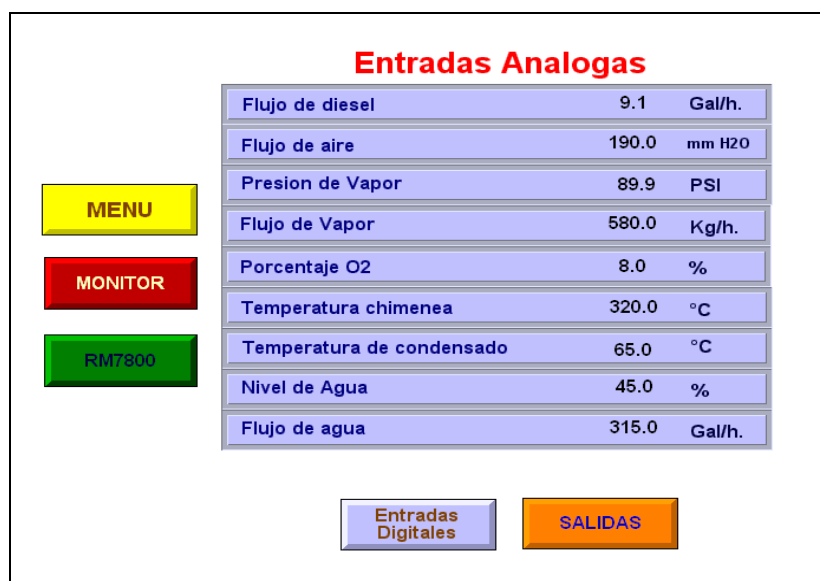 Entradas Analogas
Flujo de diesel 9.1 Gal/h.
Flujo de aire 190.0 mm H2O
Presion de Vapor 89.9 PSI
MENU
Flujo de Vapor 580.0 Kg/h.
Porcentaje O2 8.0 %
MONITOR
Temperatura chimenea 320.0 °C
Temperatura de condensado 65.0 °C
RM7800
Nivel de Agua 45.0 %
Flujo de agua 315.0 Gal/h.
Entradas
Digitales
SALIDAS